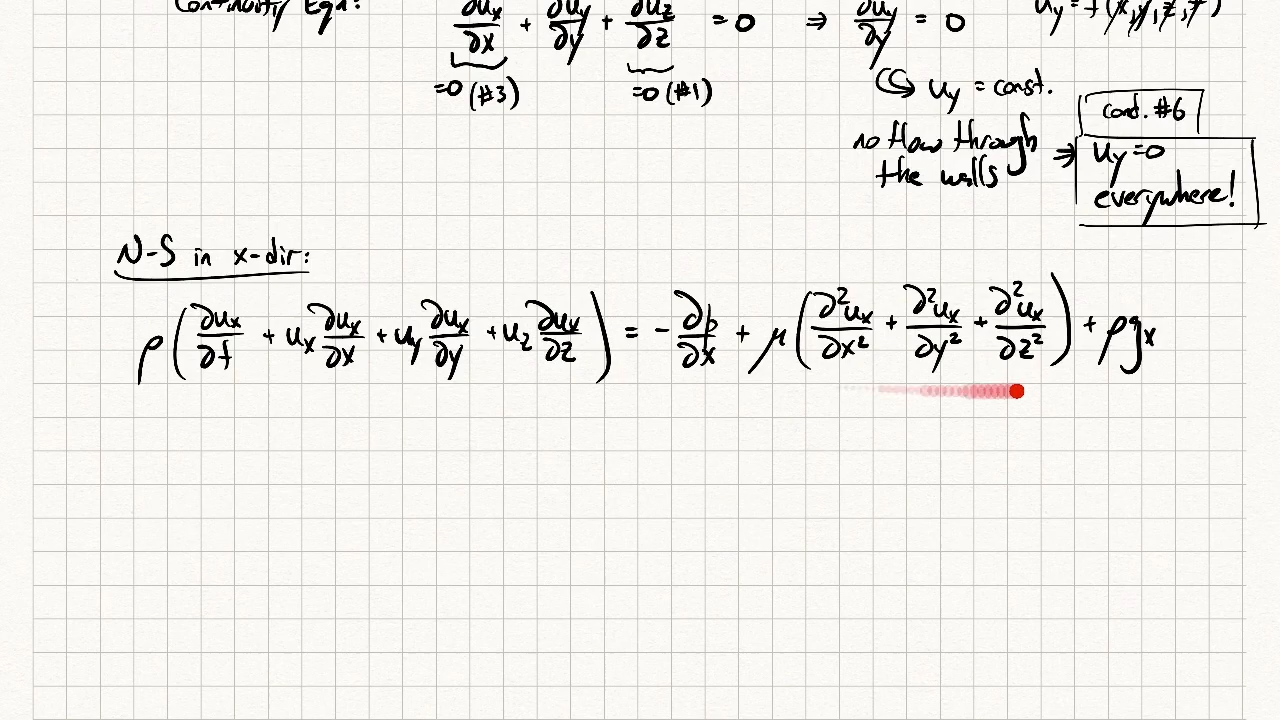 Continuity Eqn: ∂ux/∂x + ∂uy/∂y + ∂uz/∂z = 0 ⇒ ∂uy/∂y = 0 uy = f(x,y,z,t)
=0 (#3) =0 (#1) ↪ uy = const.
no flow through the walls ⇒ cond. #6
uy=0
everywhere!
N-S in x-dir:
ρ(∂ux/∂t + ux ∂ux/∂x + uy ∂ux/∂y + uz ∂ux/∂z) = - ∂p/∂x + μ(∂²ux/∂x² + ∂²ux/∂y² + ∂²ux/∂z²) + ρgx